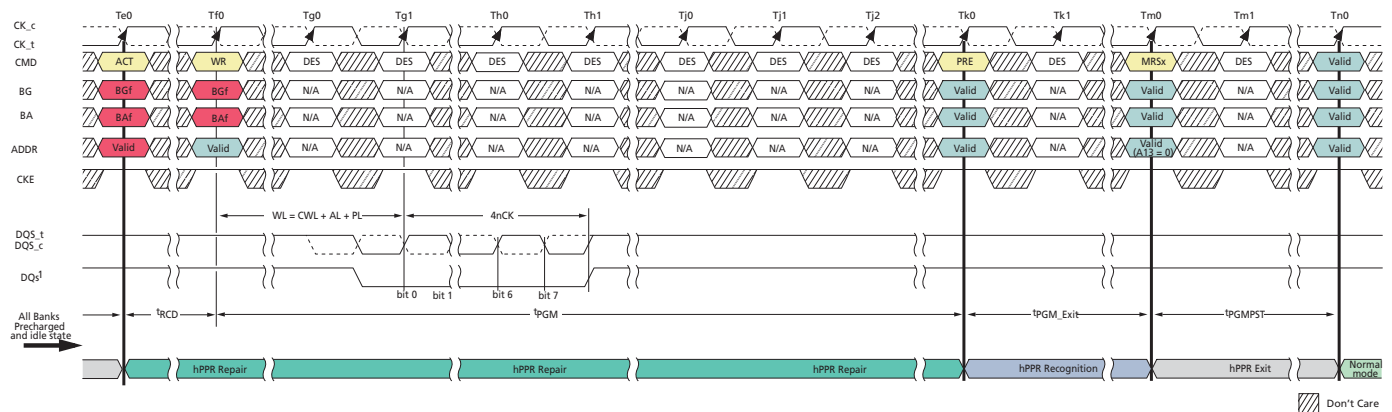 Te0 Tf0 Tg0 Tg1 Th0 Th1 Tj0 Tj1 Tj2 Tk0 Tk1 Tm0 Tm1 Tn0
CK_c
CK_t
CMD ACT WR DES DES DES DES DES DES DES PRE DES MRSx DES Valid
BG BGf BGf N/A N/A N/A N/A N/A N/A N/A Valid N/A Valid N/A Valid
BA BAf BAf N/A N/A N/A N/A N/A N/A N/A Valid N/A Valid N/A Valid
ADDR Valid Valid N/A N/A N/A N/A N/A N/A N/A Valid N/A Valid (A13 = 0) N/A Valid
CKE
WL = CWL + AL + PL 4nCK
DQS_t
DQS_c
DQs1
bit 0 bit 1 bit 6 bit 7
All Banks
Precharged
and idle state
tRCD tPGM tPGM_Exit tPGMPST
hPPR Repair hPPR Repair hPPR Repair hPPR Recognition hPPR Exit Normal mode
Don't Care